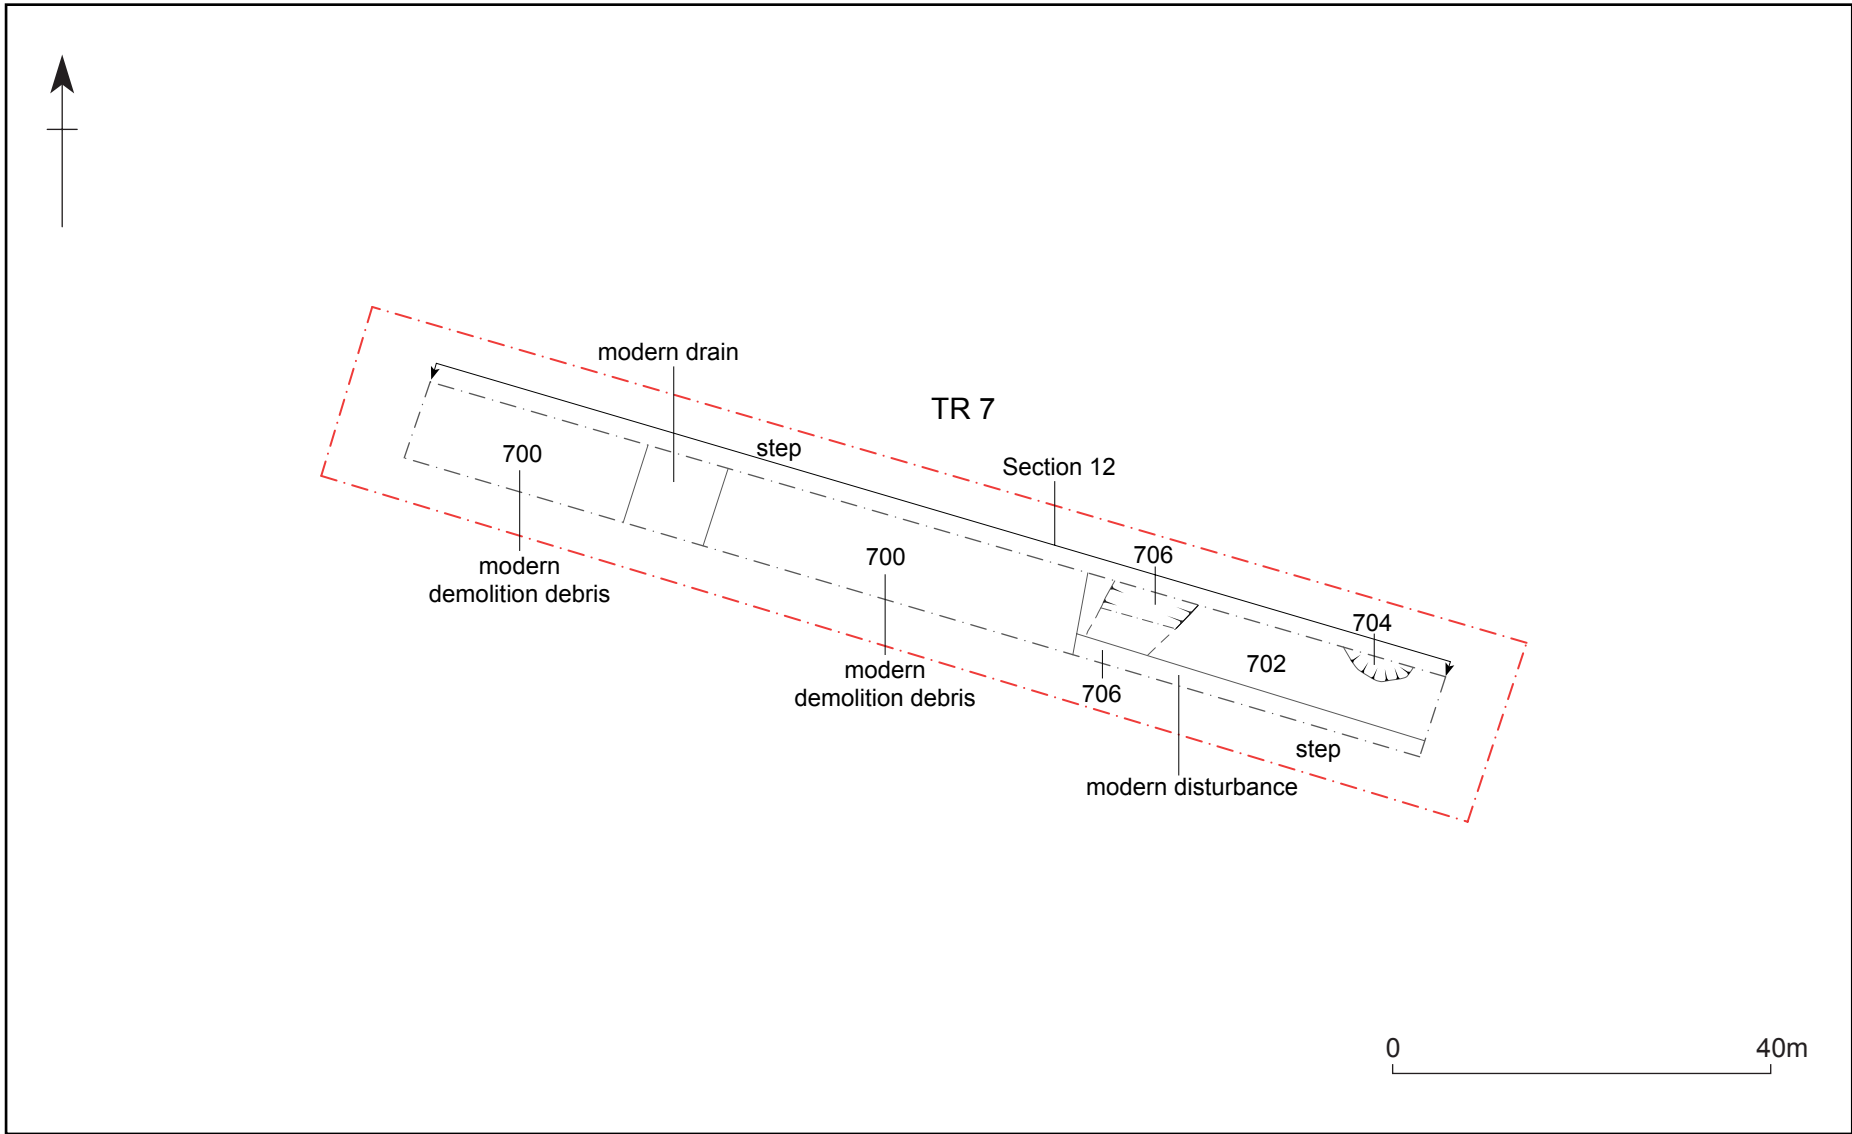 modern drain
TR 7
step
700
Section 12
706
700
modern
demolition debris
704
702
modern
demolition debris
706
step
modern disturbance
0 40m